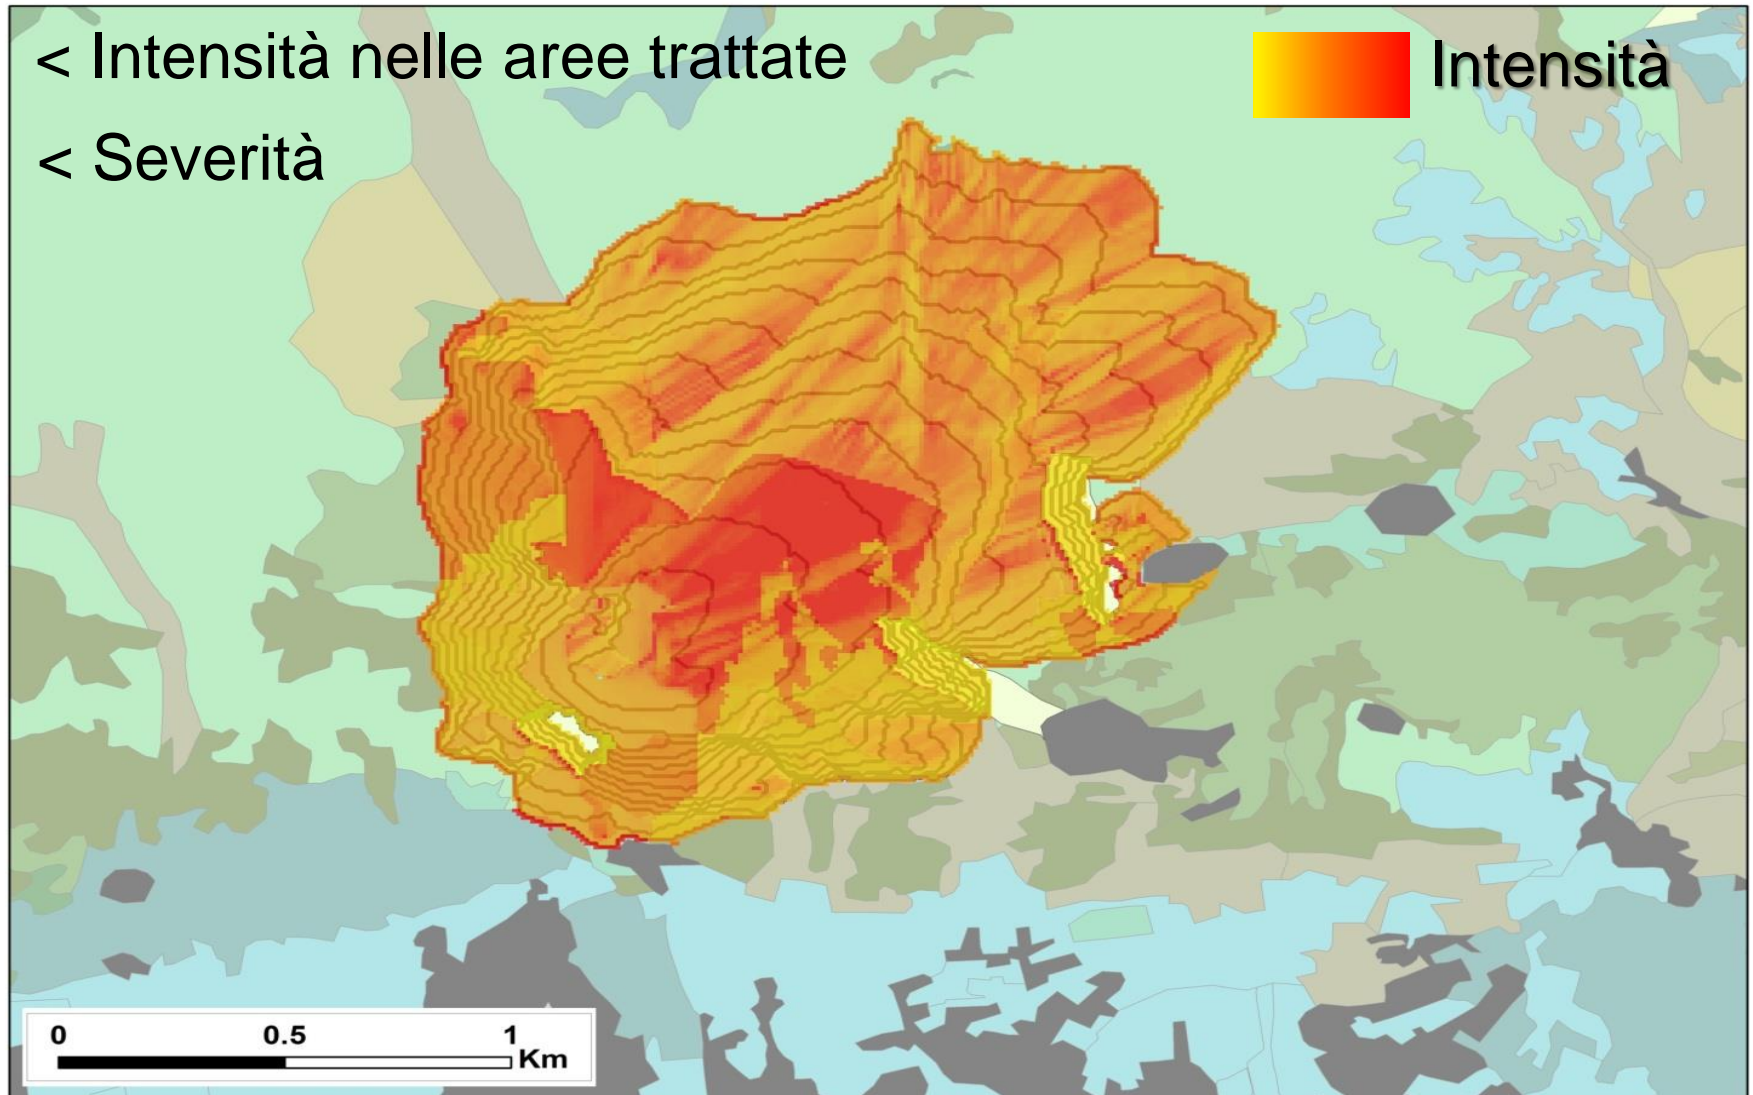 < Intensità nelle aree trattate
Intensità
< Severità
0 0.5 1
Km